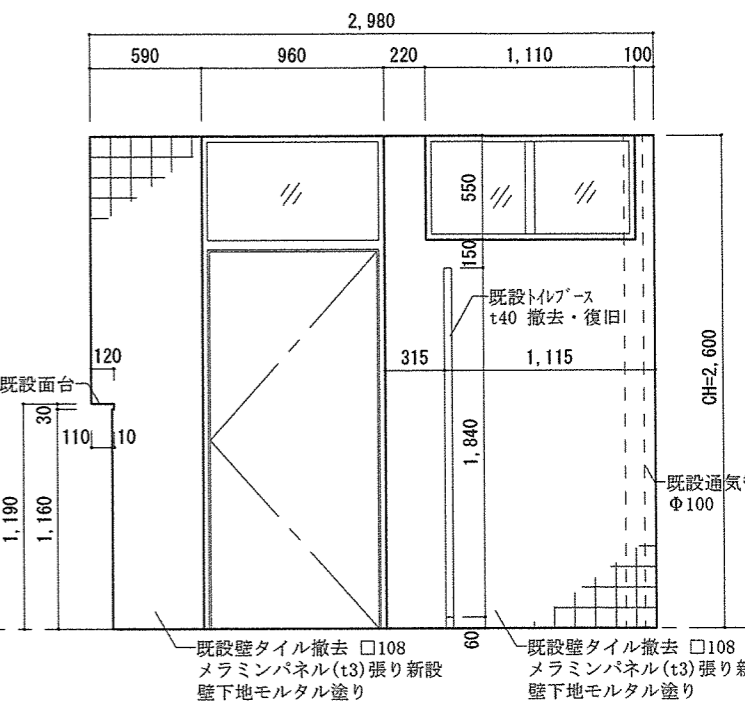 2,980
590 960 220 1,110 100
550
150
既設トイレブース
t40 撤去・復旧
120
315 1,115
CH=2,600
既設面台
30
110 10
1,840
1,190
1,160
既設通気
Φ100
60
既設壁タイル撤去 □108
メラミンパネル(t3)張り新設
壁下地モルタル塗り
既設壁タイル撤去 □108
メラミンパネル(t3)張り新
壁下地モルタル塗り